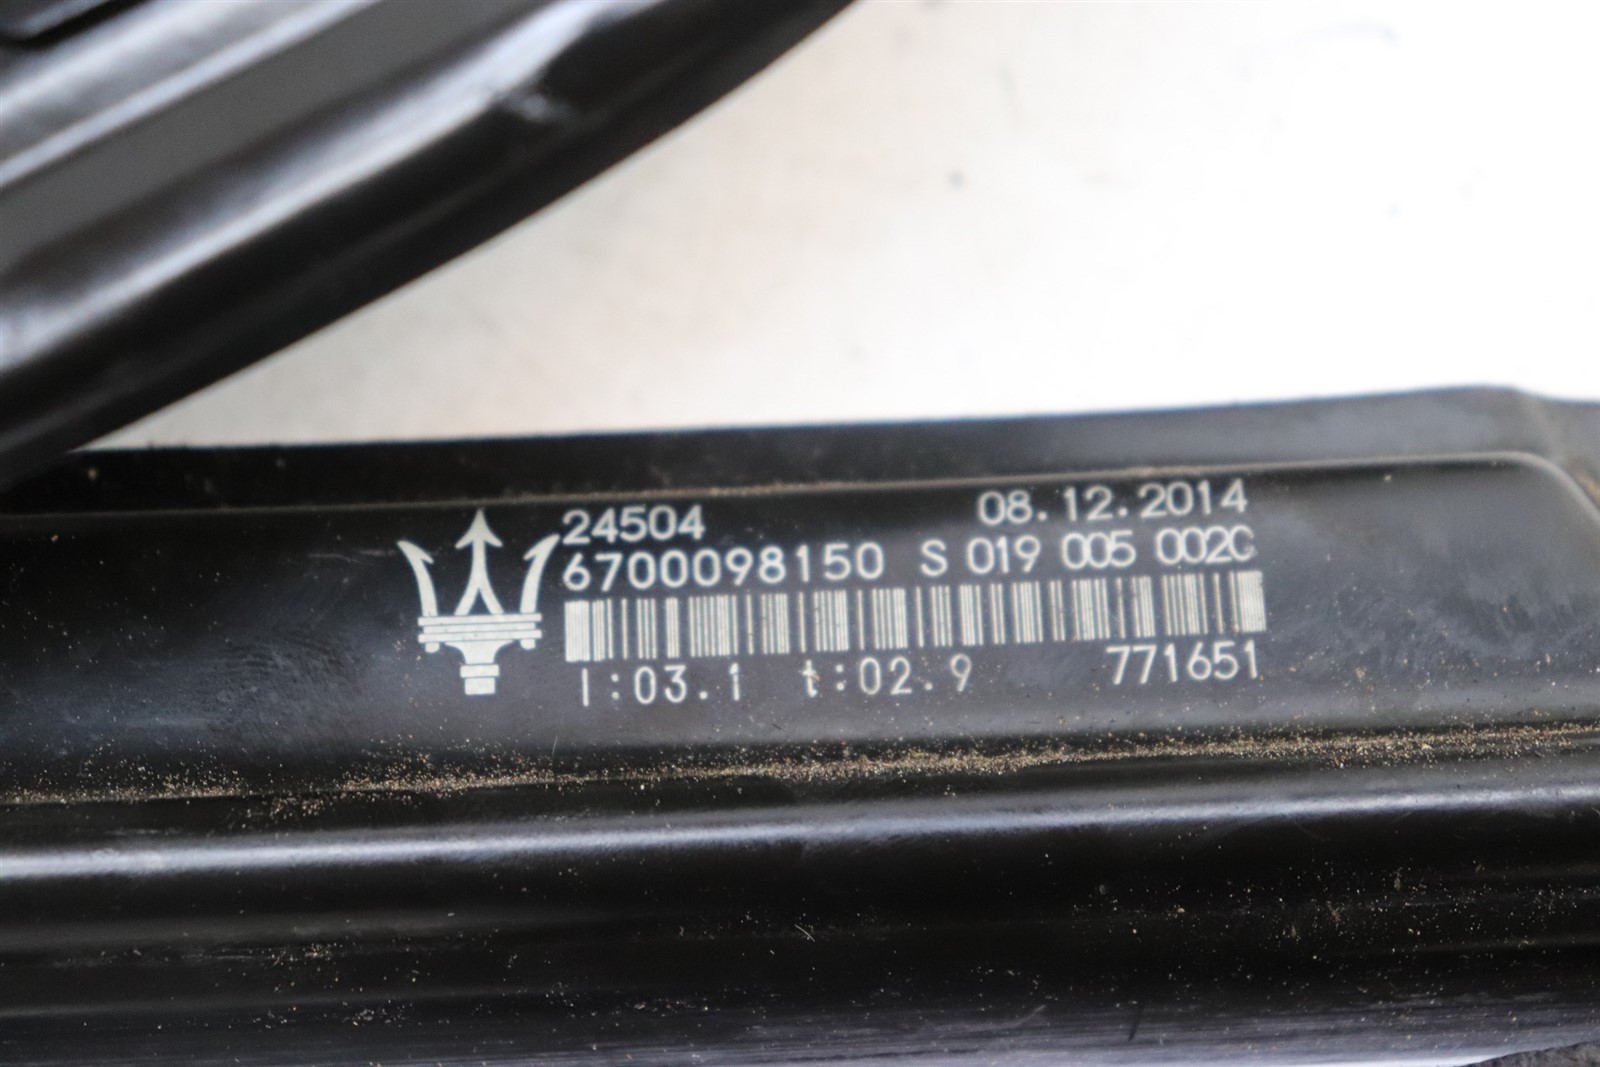 24504 08.12.2014
6700098150 S 019 005 002C
I:03.1 t:02.9 771651